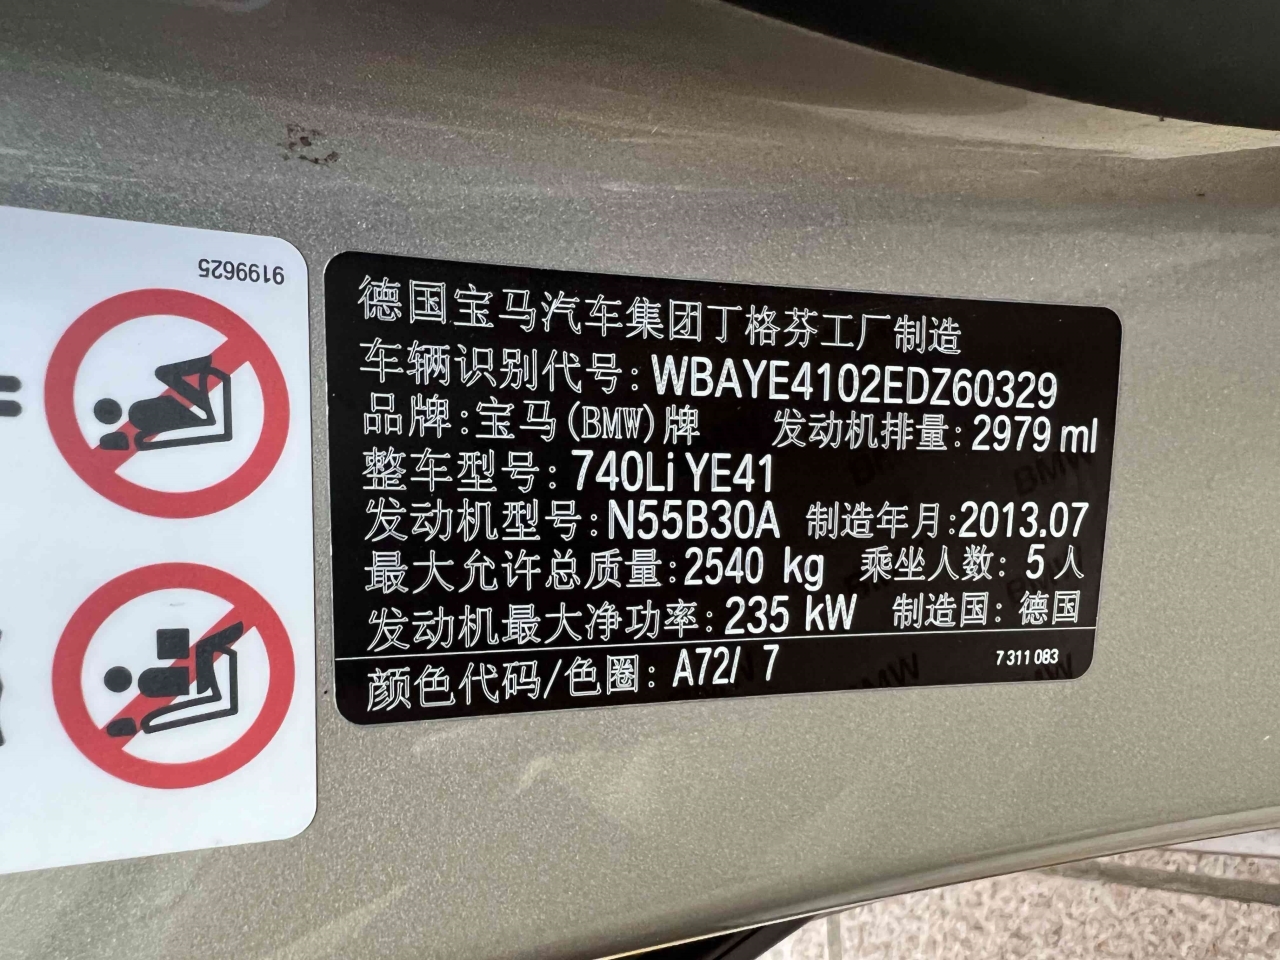 9199625
德国宝马汽车集团丁格芬工厂制造
车辆识别代号: WBAYE4102EDZ60329
品牌:宝马(BMW)牌 发动机排量: 2979 ml
整车型号: 740Li YE41
发动机型号: N55B30A 制造年月:2013.07
最大允许总质量:2540 kg 乘坐人数: 5 人
发动机最大净功率: 235 kW 制造国: 德国
颜色代码/色圈: A72/ 7 7 311 083